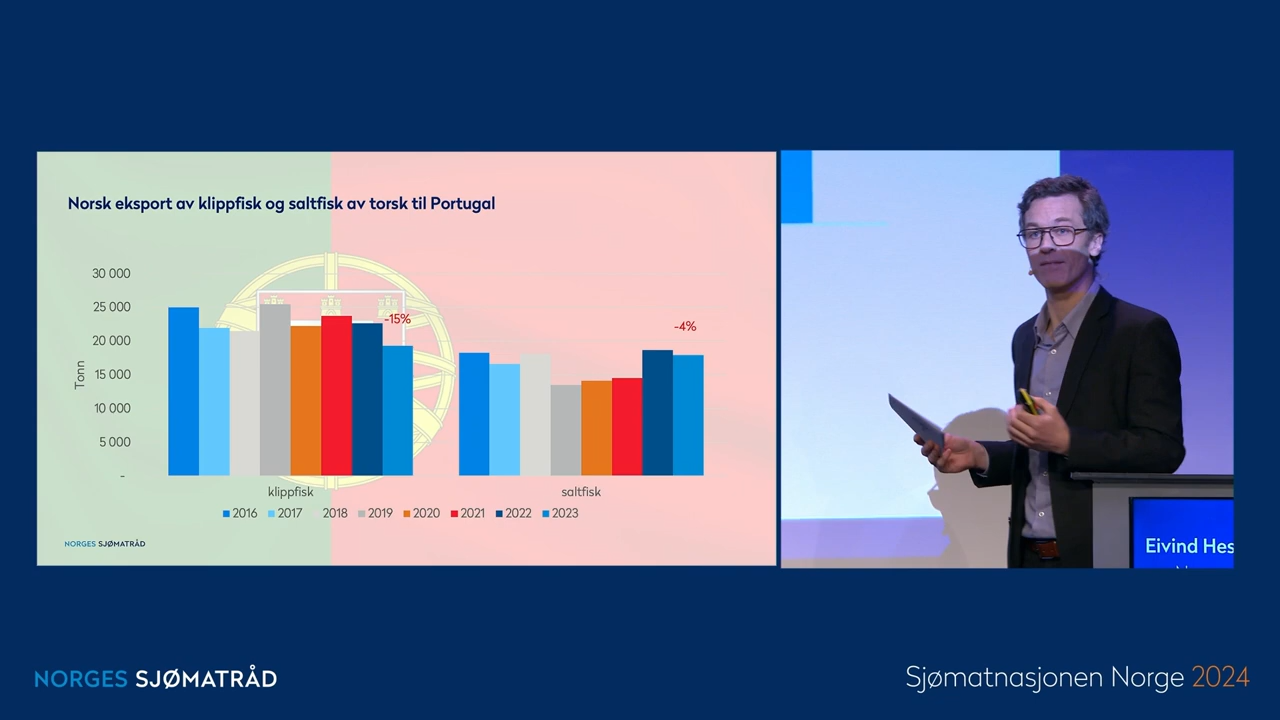 Norsk eksport av klippfisk og saltfisk av torsk til Portugal
30 000
25 000
20 000
15 000
10 000
5 000
-
Tonn
-15%
-4%
klippfisk
saltfisk
2016 2017 2018 2019 2020 2021 2022 2023
NORGES SJØMATRÅD
Eivind Hes
NORGES SJØMATRÅD
Sjømatnasjonen Norge 2024